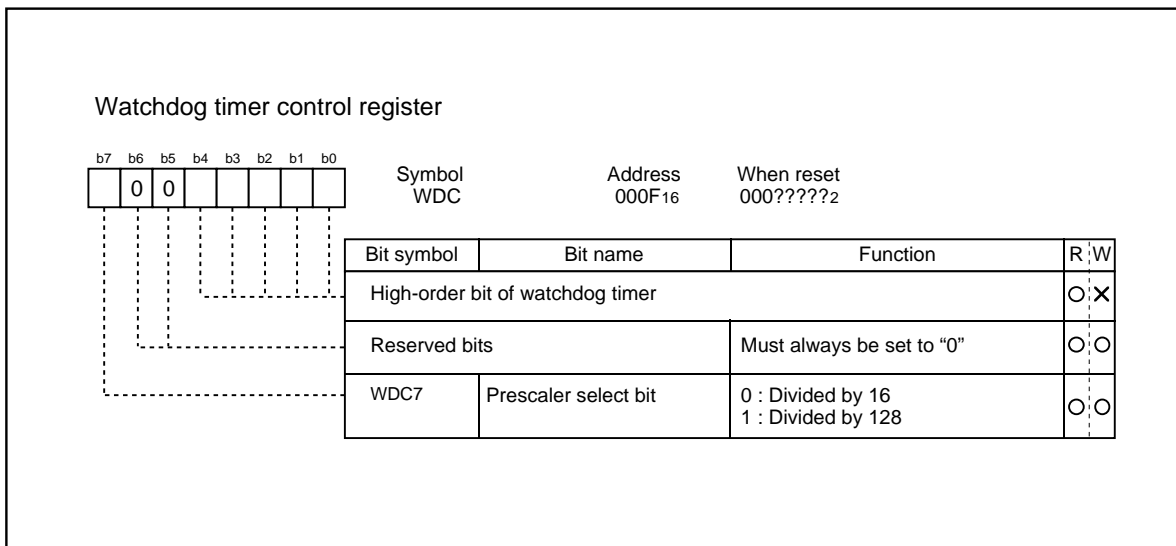 Watchdog timer control register
b7 b6 b5 b4 b3 b2 b1 b0
0 0
Symbol Address When reset
WDC 000F16 000?????2
Bit symbol Bit name Function R W
High-order bit of watchdog timer
Reserved bits Must always be set to “0”
WDC7 Prescaler select bit 0 : Divided by 16
1 : Divided by 128